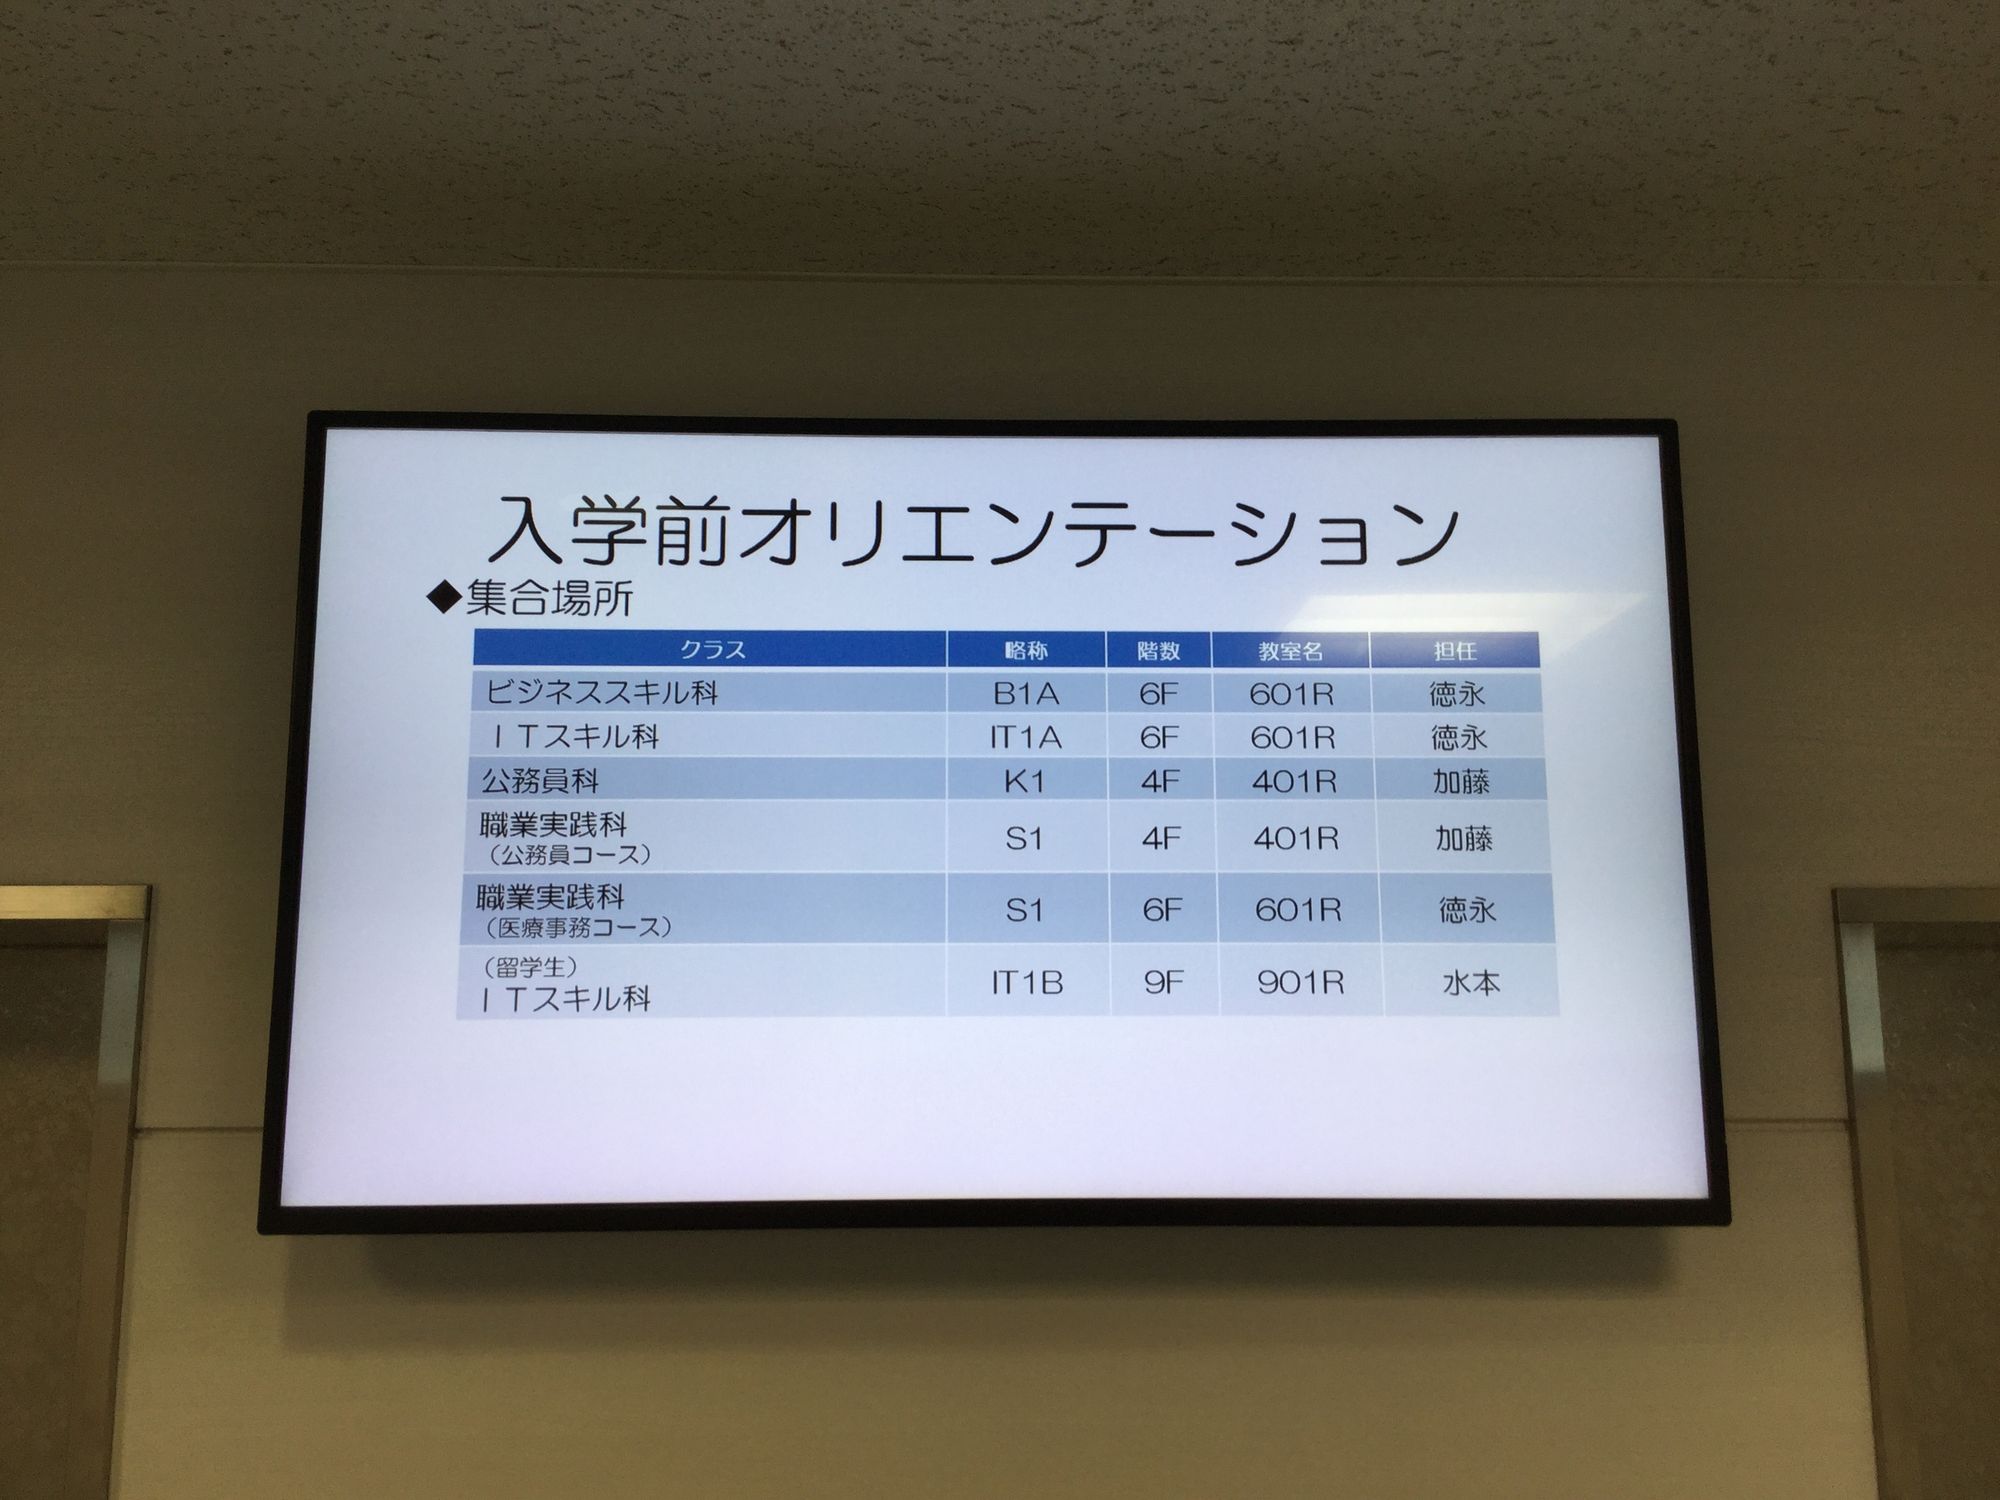 入学前オリエンテーション
◆集合場所
クラス 略称 階数 教室名 担任
ビジネススキル科 B1A 6F 601R 徳永
ITスキル科 IT1A 6F 601R 徳永
公務員科 K1 4F 401R 加藤
職業実践科
(公務員コース) S1 4F 401R 加藤
職業実践科
(医療事務コース) S1 6F 601R 徳永
(留学生)
ITスキル科 IT1B 9F 901R 水本